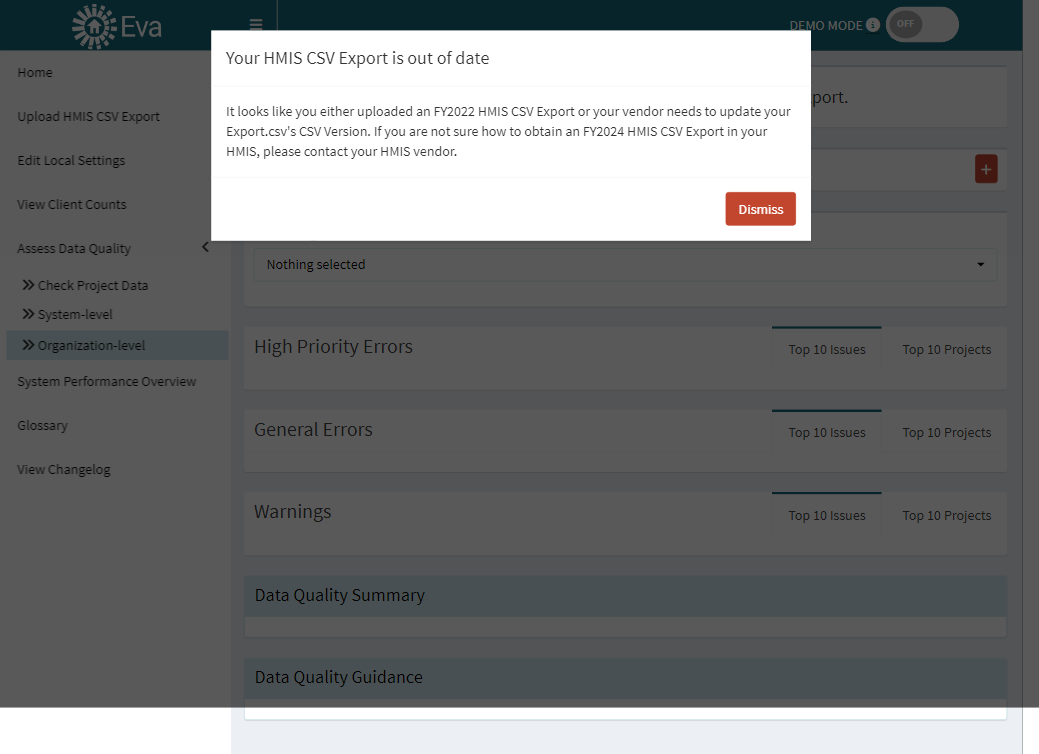 Eva
DEMO MODE
OFF
Your HMIS CSV Export is out of date
It looks like you either uploaded an FY2022 HMIS CSV Export or your vendor needs to update your
Export.csv's CSV Version. If you are not sure how to obtain an FY2024 HMIS CSV Export in your
HMIS, please contact your HMIS vendor.
Dismiss
Home
Upload HMIS CSV Export
Edit Local Settings
View Client Counts
Assess Data Quality
Check Project Data
System-level
Organization-level
System Performance Overview
Glossary
View Changelog
port.
Nothing selected
High Priority Errors
Top 10 Issues Top 10 Projects
General Errors
Top 10 Issues Top 10 Projects
Warnings
Top 10 Issues Top 10 Projects
Data Quality Summary
Data Quality Guidance